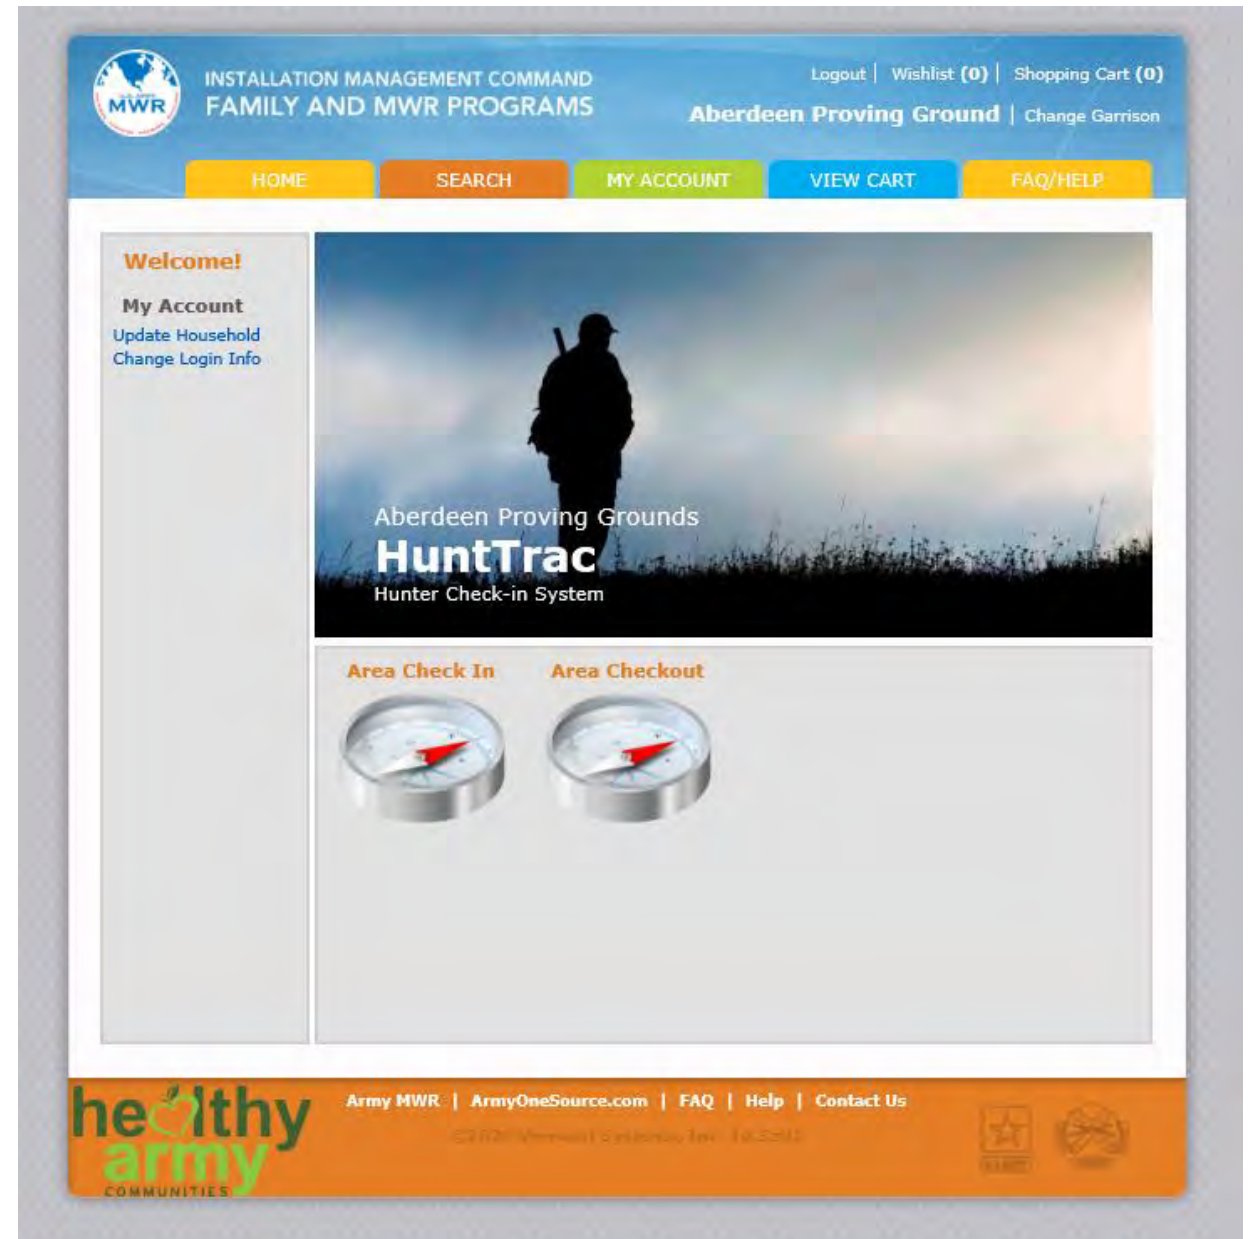 MWR
INSTALLATION MANAGEMENT COMMAND
FAMILY AND MWR PROGRAMS
Logout | Wishlist (0) | Shopping Cart (0)
Aberdeen Proving Ground | Change Garrison
HOME
SEARCH
MY ACCOUNT
VIEW CART
FAQ/HELP
Welcome!
My Account
Update Household
Change Login Info
Aberdeen Proving Grounds
HuntTrac
Hunter Check-in System
Area Check In
Area Checkout
healthy
army
COMMUNITIES
Army MWR | ArmyOneSource.com | FAQ | Help | Contact Us